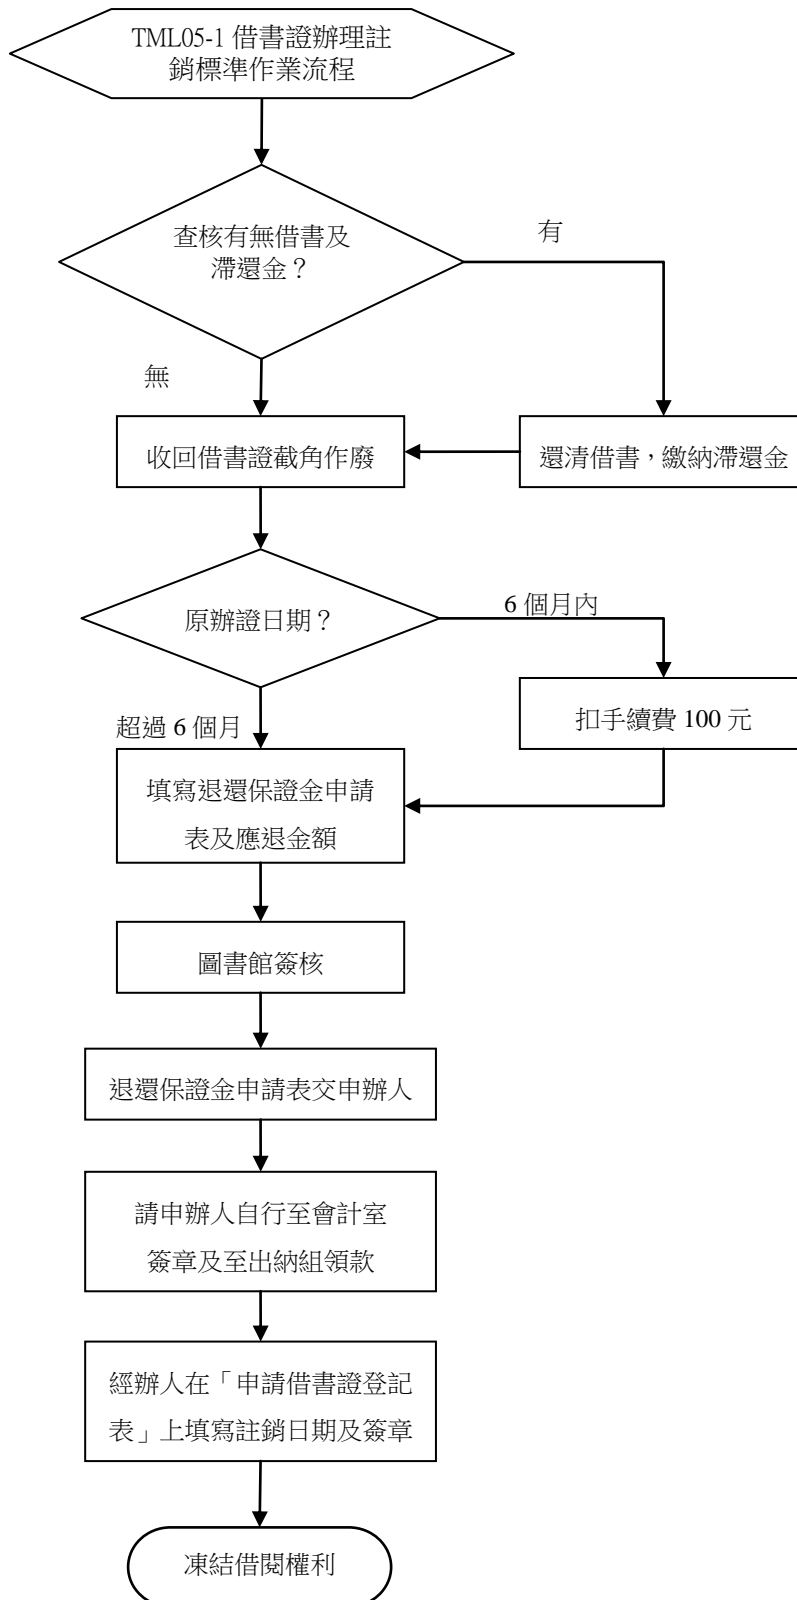 TML05-1 借書證辦理註
銷標準作業流程
查核有無借書及
滯還金？
有
無
收回借書證截角作廢
還清借書，繳納滯還金
原辦證日期？
6 個月內
超過 6 個月
扣手續費 100 元
填寫退還保證金申請
表及應退金額
圖書館簽核
退還保證金申請表文申辦人
請申辦人自行至會計室
簽章及至出納組領款
經辦人在「申請借書證登記
表」上填寫註銷日期及簽章
凍結借閱權利